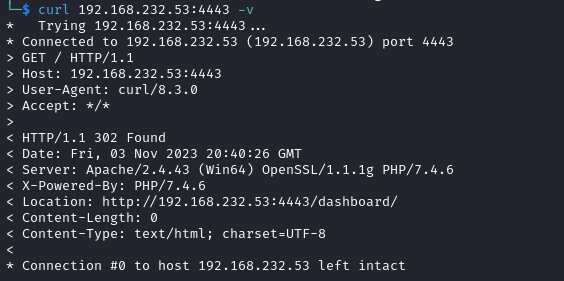 └─$ curl 192.168.232.53:4443 -v
*   Trying 192.168.232.53:4443...
* Connected to 192.168.232.53 (192.168.232.53) port 4443
> GET / HTTP/1.1
> Host: 192.168.232.53:4443
> User-Agent: curl/8.3.0
> Accept: */*
>
< HTTP/1.1 302 Found
< Date: Fri, 03 Nov 2023 20:40:26 GMT
< Server: Apache/2.4.43 (Win64) OpenSSL/1.1.1g PHP/7.4.6
< X-Powered-By: PHP/7.4.6
< Location: http://192.168.232.53:4443/dashboard/
< Content-Length: 0
< Content-Type: text/html; charset=UTF-8
<
* Connection #0 to host 192.168.232.53 left intact